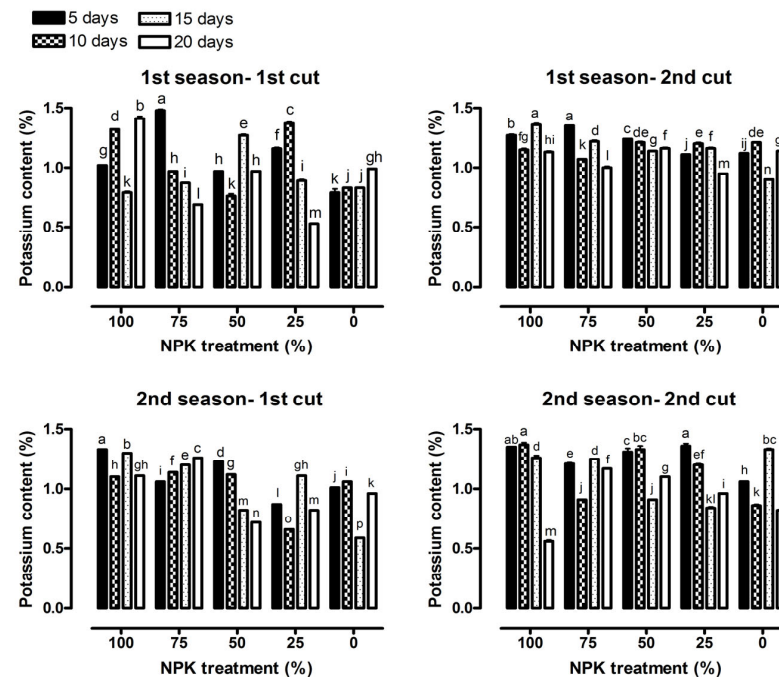 5 days 15 days
10 days 20 days
1st season- 1st cut
Potassium content (%)
1.5
1.0
0.5
0.0
g d k b
a h i l
h k e h
f c i m
k j j gh
100 75 50 25 0
NPK treatment (%)
1st season- 2nd cut
Potassium content (%)
1.5
1.0
0.5
0.0
b fg a hi
a k d l
c de g f
j e f m
ij de n g
100 75 50 25 0
NPK treatment (%)
2nd season- 1st cut
Potassium content (%)
1.5
1.0
0.5
0.0
a h b gh
i f e c
d g m n
l o gh m
j i p k
100 75 50 25 0
NPK treatment (%)
2nd season- 2nd cut
Potassium content (%)
1.5
1.0
0.5
0.0
ab a d m
e j d f
c bc j g
a ef kl i
h k bc
100 75 50 25 0
NPK treatment (%)